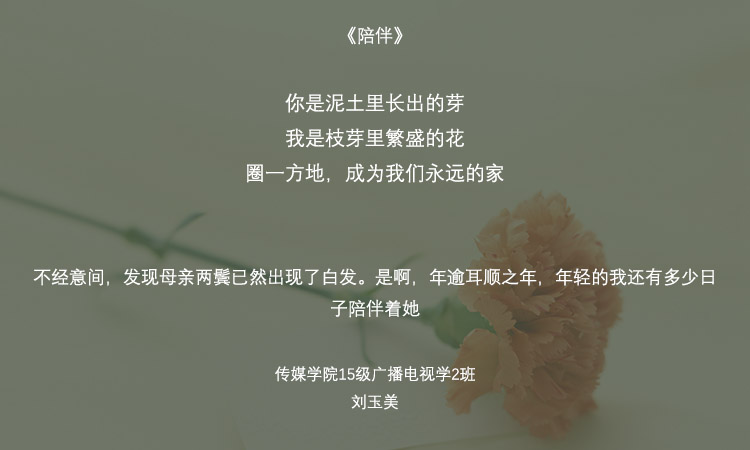 《陪伴》
你是泥土里长出的芽
我是枝芽里繁盛的花
圈一方地，成为我们永远的家
不经意间，发现母亲两鬓已然出现了白发。是啊，年逾耳顺之年，年轻的我还有多少日
子陪伴着她
传媒学院15级广播电视学2班
刘玉美